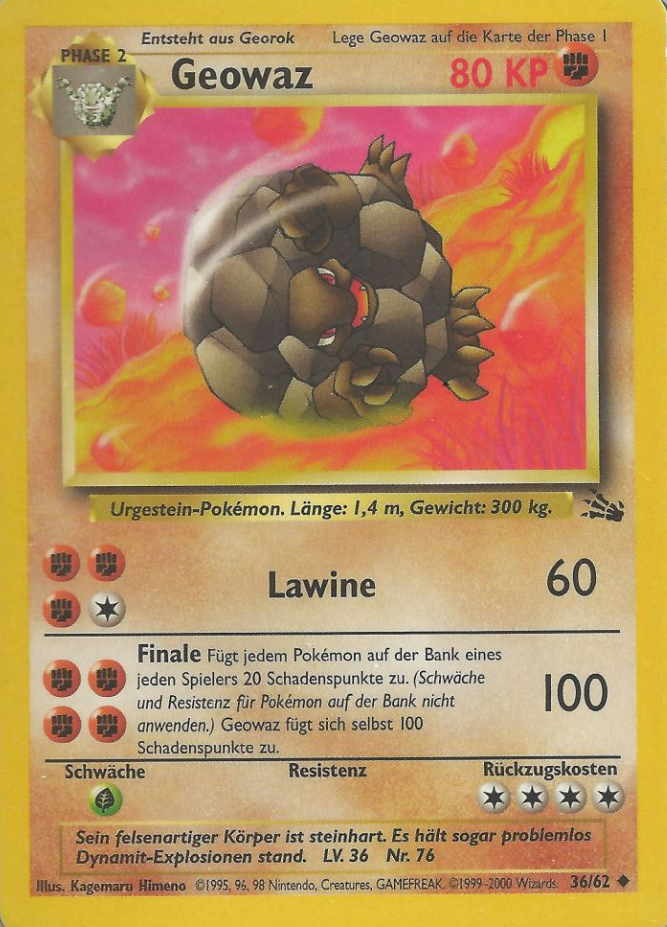 Entsteht aus Georok Lege Geowaz auf die Karte der Phase 1
PHASE 2
Geowaz 80 KP
Urgestein-Pokémon. Länge: 1,4 m, Gewicht: 300 kg.
Lawine 60
Finale Fügt jedem Pokémon auf der Bank eines
jeden Spielers 20 Schadenspunkte zu. (Schwäche
und Resistenz für Pokémon auf der Bank nicht
anwenden.) Geowaz fügt sich selbst 100
Schadenspunkte zu.
100
Schwäche Resistenz Rückzugskosten
Sein felsenartiger Körper ist steinhart. Es hält sogar problemlos
Dynamit-Explosionen stand. LV. 36 Nr. 76
Illus. Kagemaru Himeno ©1995, 96, 98 Nintendo, Creatures, GAMEFREAK. ©1999-2000 Wizards. 36/62